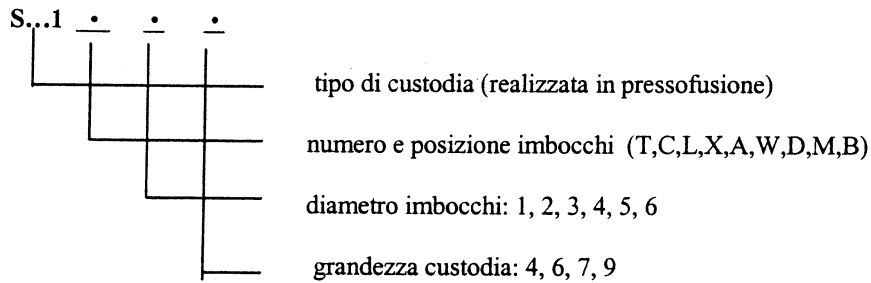 S...1 . . .
tipo di custodia (realizzata in pressofusione)
numero e posizione imbocchi (T,C,L,X,A,W,D,M,B)
diametro imbocchi: 1, 2, 3, 4, 5, 6
grandezza custodia: 4, 6, 7, 9